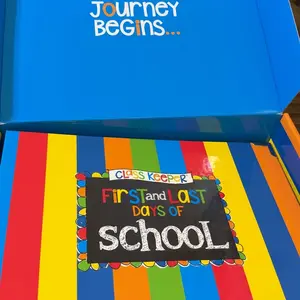 JOURNEY
BEGINS...
CLASS KEEPER
FIRST and LAST
DAYS OF
SCHOOL